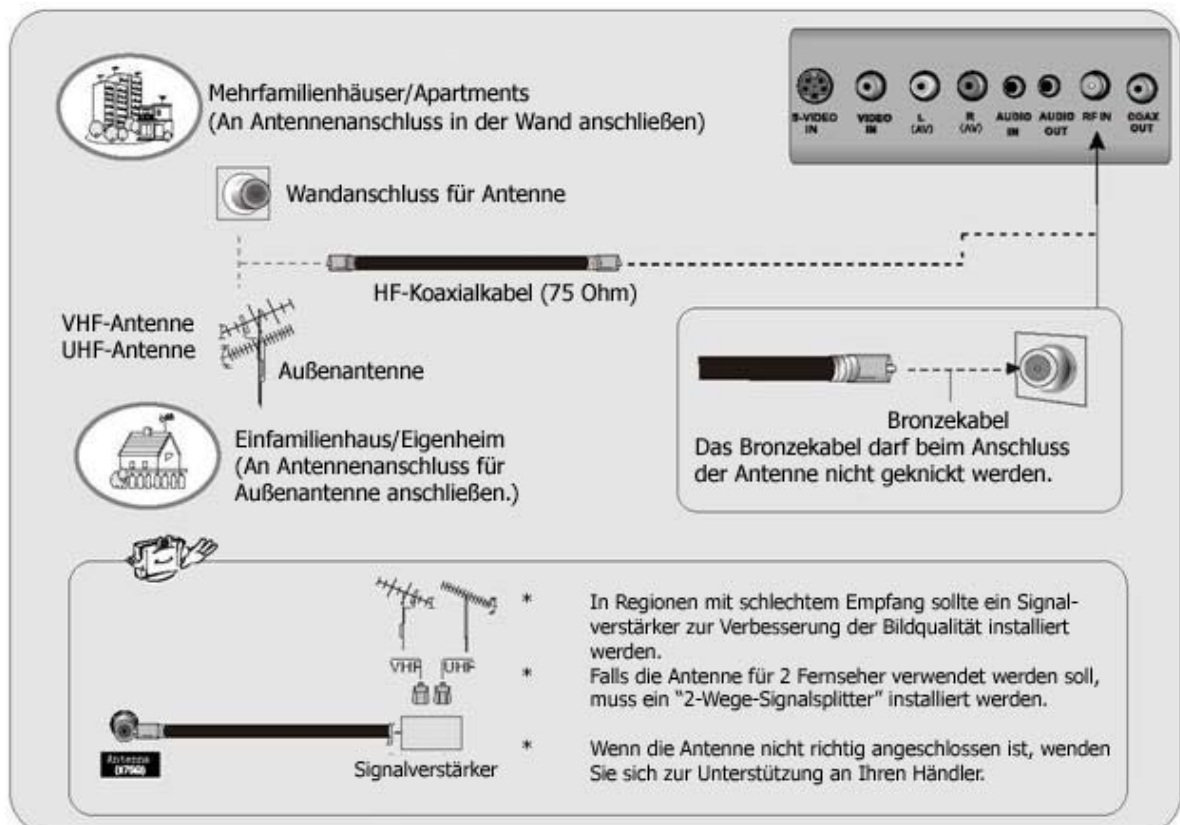 Mehrfamilienhäuser/Apartments
(An Antennenanschluss in der Wand anschließen)
S-VIDEO IN
VIDEO IN
L (AV)
R (AV)
AUDIO IN
AUDIO OUT
RF IN
COAX OUT
Wandanschluss für Antenne
HF-Koaxialkabel (75 Ohm)
VHF-Antenne
UHF-Antenne
Außenantenne
Bronzekabel
Das Bronzekabel darf beim Anschluss
der Antenne nicht geknickt werden.
Einfamilienhaus/Eigenheim
(An Antennenanschluss für
Außenantenne anschließen.)
VHF UHF
Antenna
Signalverstärker
* In Regionen mit schlechtem Empfang sollte ein Signal-
verstärker zur Verbesserung der Bildqualität installiert
werden.
* Falls die Antenne für 2 Fernseher verwendet werden soll,
muss ein “2-Wege-Signalsplitter” installiert werden.
* Wenn die Antenne nicht richtig angeschlossen ist, wenden
Sie sich zur Unterstützung an Ihren Händler.